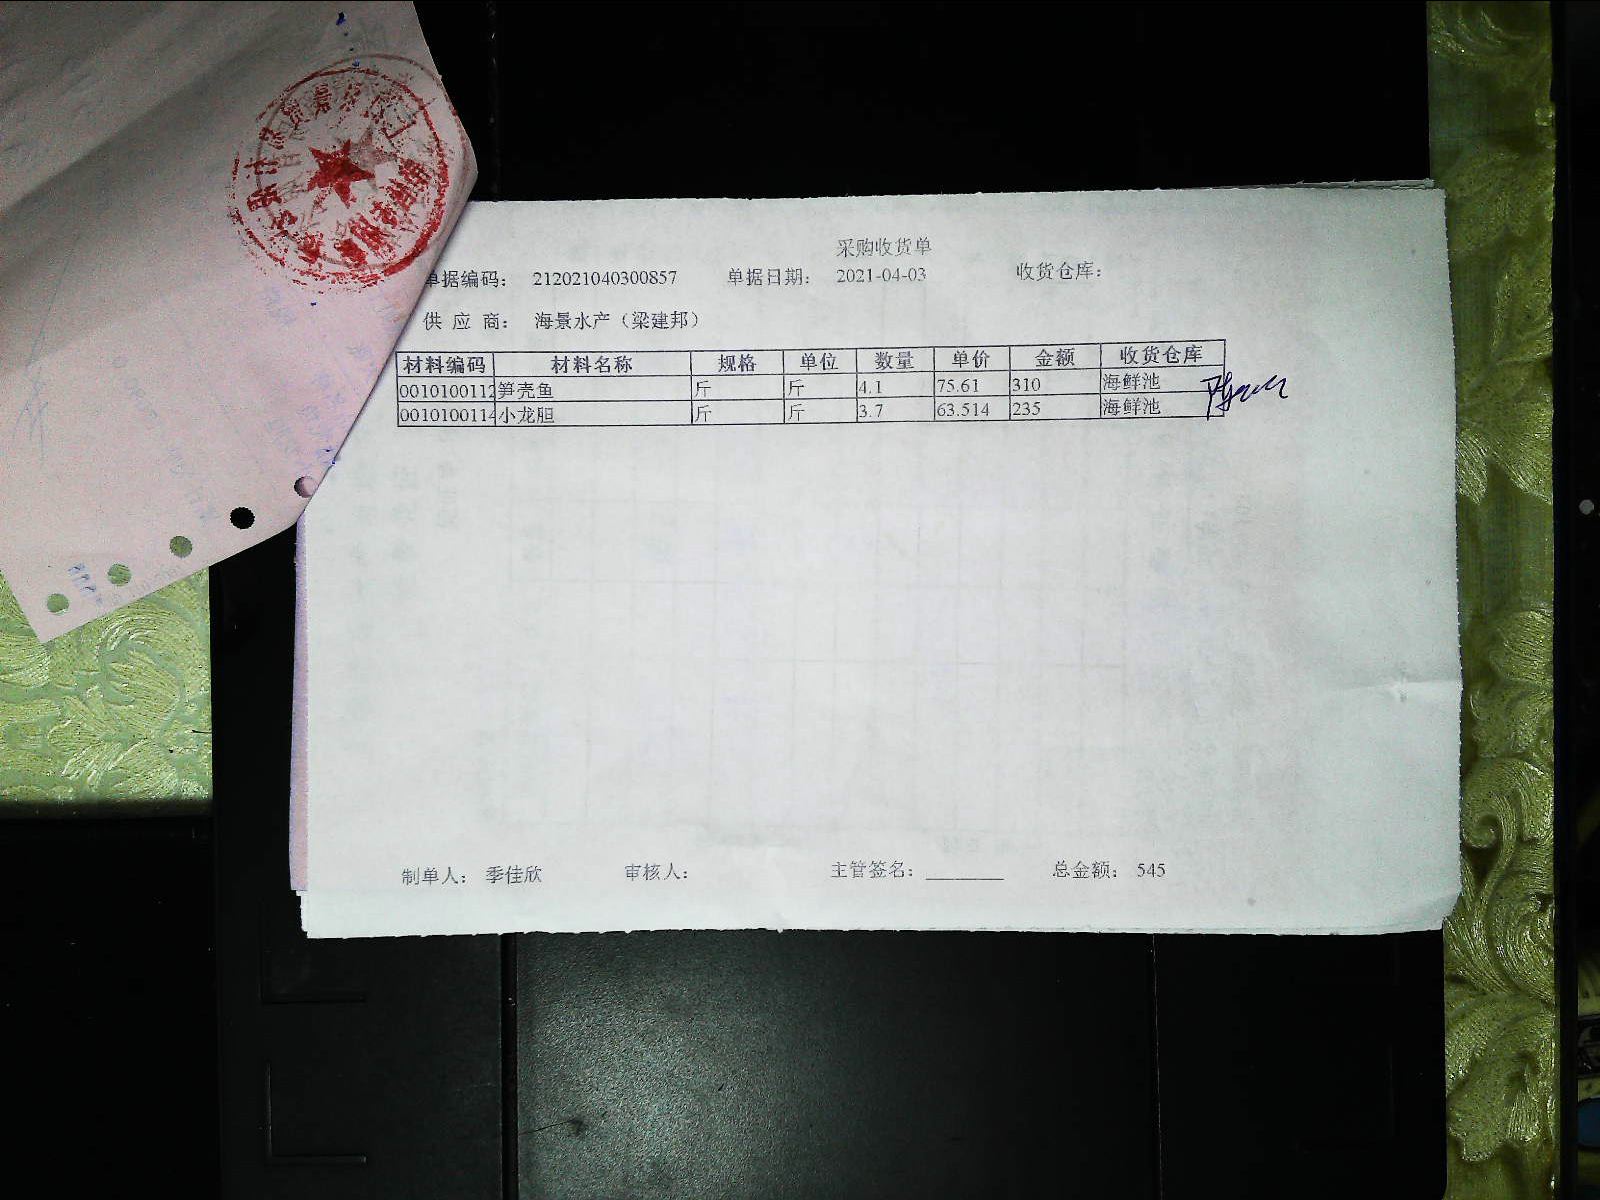 采购收货单
单据编码： 212021040300857 单据日期： 2021-04-03 收货仓库：
供 应 商： 海景水产（梁建邦）
材料编码 材料名称 规格 单位 数量 单价 金额 收货仓库
0010100112 笋壳鱼 斤 斤 4.1 75.61 310 海鲜池
0010100114 小龙胆 斤 斤 3.7 63.514 235 海鲜池
制单人： 季佳欣 审核人： 主管签名： ________ 总金额： 545